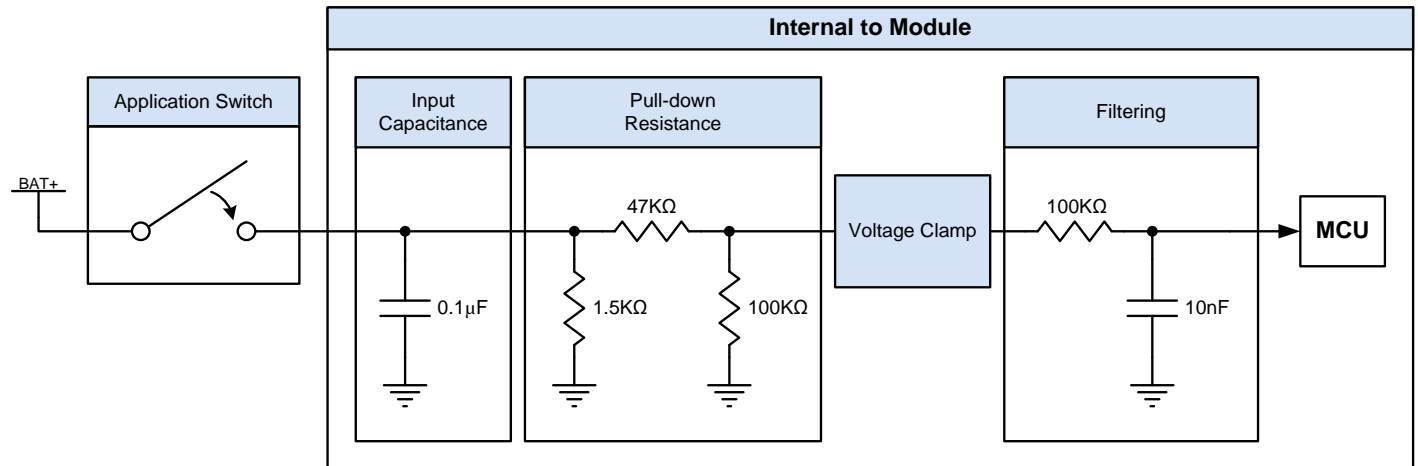 Internal to Module
Application Switch
Input
Capacitance
Pull-down
Resistance
Filtering
BAT+
47KΩ
100KΩ
Voltage Clamp
MCU
0.1µF
1.5KΩ
100KΩ
10nF